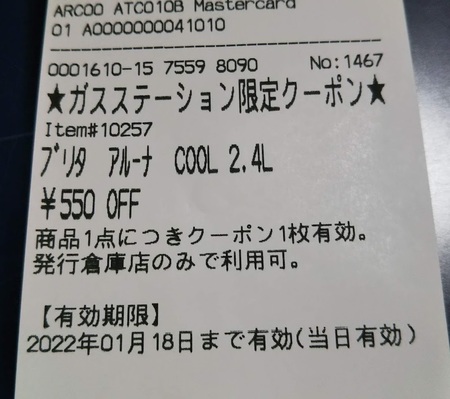 ARC00 ATC010B Mastercard
01 A0000000041010
0001610-15 7559 8090 No:1467
★ガスステーション限定クーポン★
Item#10257
ブリタ アルーナ COOL 2.4L
¥550 OFF
商品1点につきクーポン1枚有効。
発行倉庫店のみで利用可。
【有効期限】
2022年01月18日まで有効(当日有効)